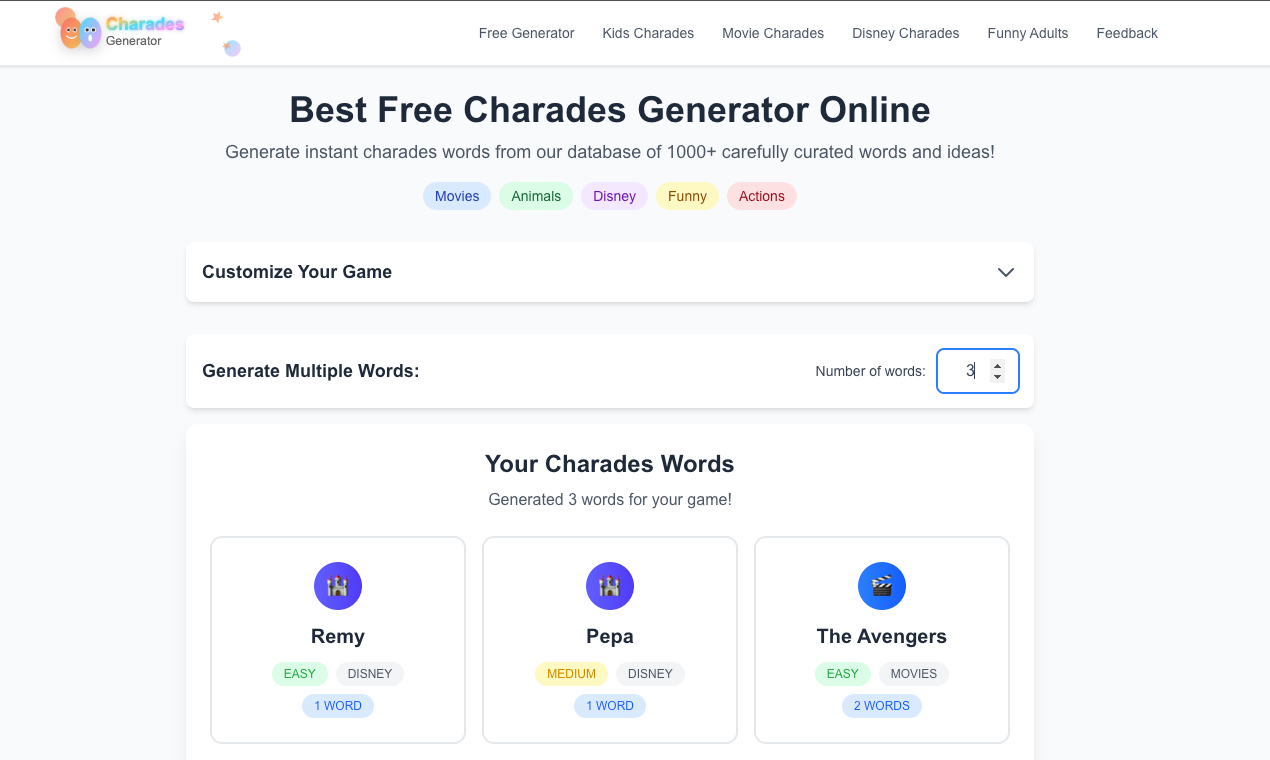 Charades
Generator
Free Generator Kids Charades Movie Charades Disney Charades Funny Adults Feedback
Best Free Charades Generator Online
Generate instant charades words from our database of 1000+ carefully curated words and ideas!
Movies Animals Disney Funny Actions
Customize Your Game
Generate Multiple Words: Number of words: 3
Your Charades Words
Generated 3 words for your game!
Remy
EASY DISNEY
1 WORD
Pepa
MEDIUM DISNEY
1 WORD
The Avengers
EASY MOVIES
2 WORDS